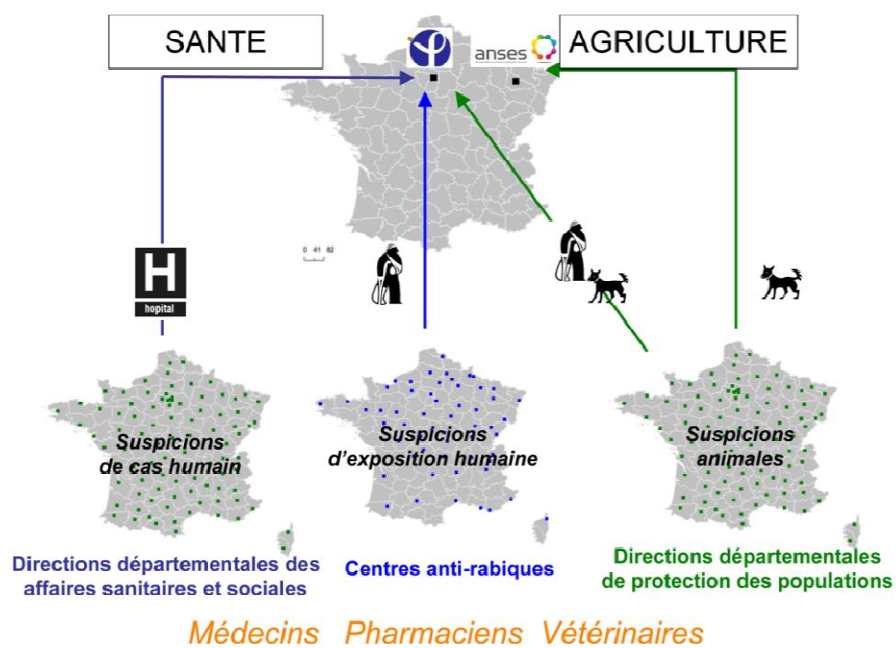 SANTE
anses
AGRICULTURE
0 41 82
H
hopital
Suspicions
de cas humain
Suspicions
d'exposition humaine
Suspicions
animales
Directions départementales des
affaires sanitaires et sociales
Centres anti-rabiques
Directions départementales
de protection des populations
Médecins Pharmaciens Vétérinaires